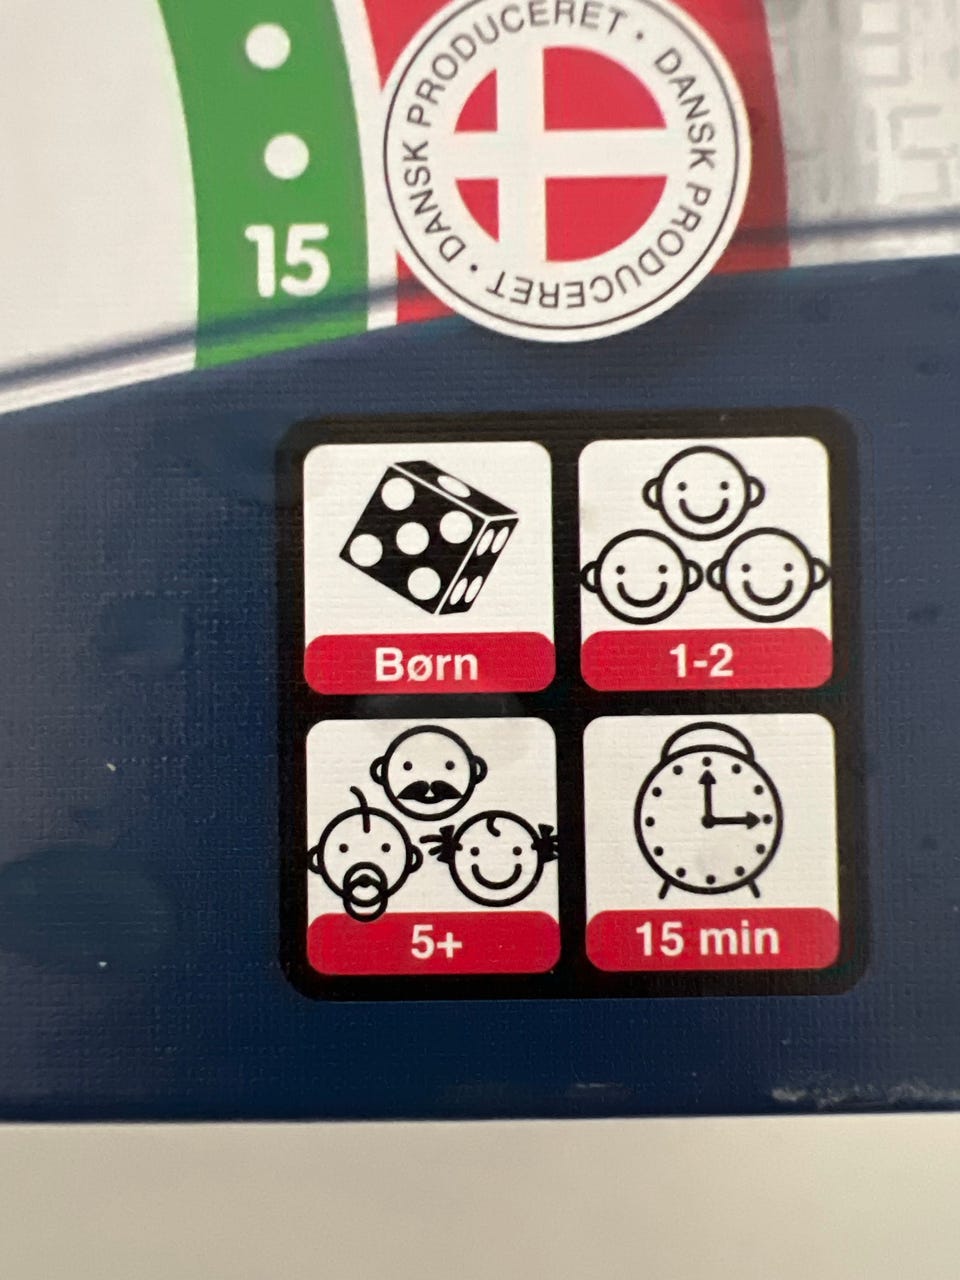 DANSK PRODUCERET · DANSK PRODUCERET ·
15
Børn
1-2
5+
15 min